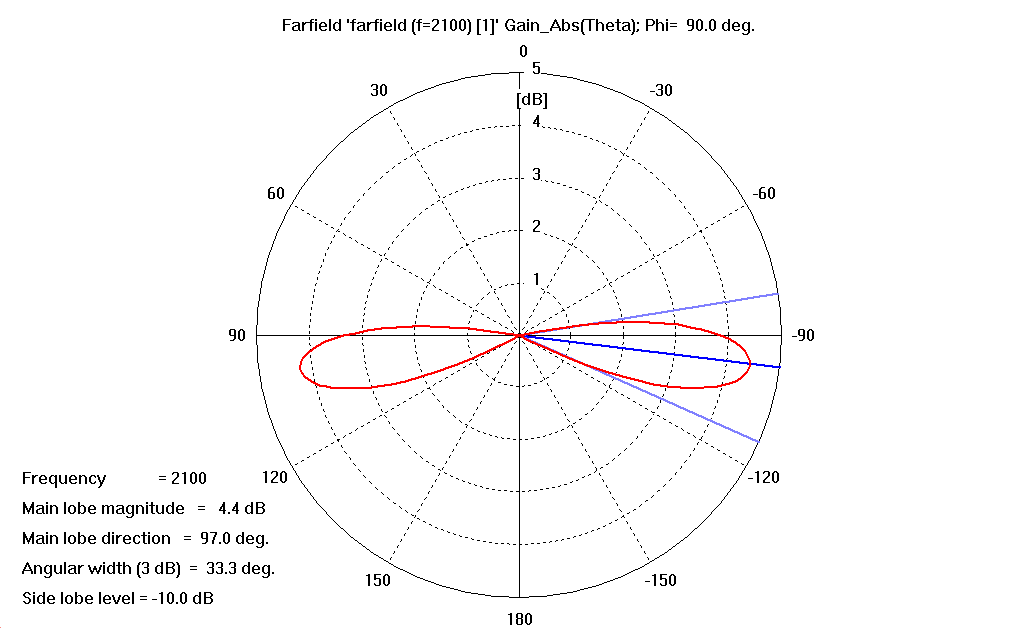 Farfield 'farfield (f=2100) [1]' Gain_Abs(Theta); Phi= 90.0 deg.
0
5
30
[dB]
-30
4
3
60
-60
2
1
90
-90
120
-120
150
-150
180
Frequency = 2100
Main lobe magnitude = 4.4 dB
Main lobe direction = 97.0 deg.
Angular width (3 dB) = 33.3 deg.
Side lobe level = -10.0 dB